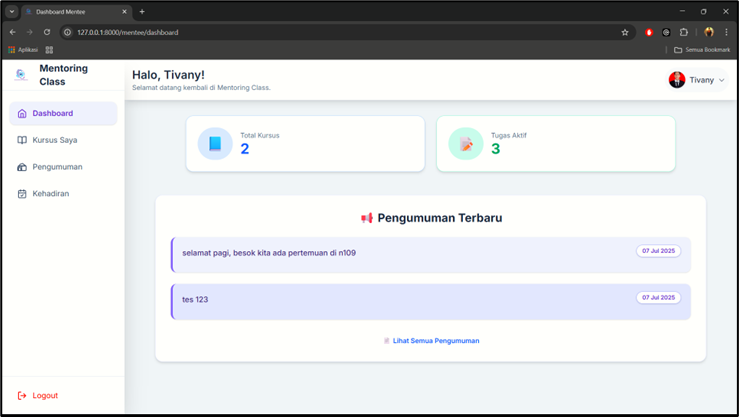 Dashboard Mentee
127.0.0.1:8000/mentee/dashboard
Aplikasi
Semua Bookmark
Mentoring
Class
Dashboard
Kursus Saya
Pengumuman
Kehadiran
Logout
Halo, Tivany!
Selamat datang kembali di Mentoring Class.
Tivany
Total Kursus
2
Tugas Aktif
3
Pengumuman Terbaru
selamat pagi, besok kita ada pertemuan di n109
07 Jul 2025
tes 123
07 Jul 2025
Lihat Semua Pengumuman